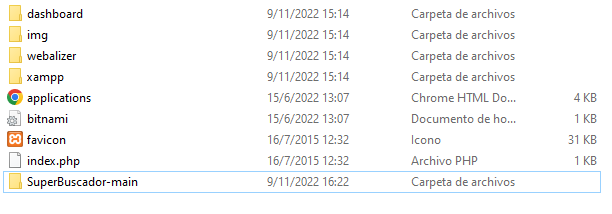 dashboard 9/11/2022 15:14 Carpeta de archivos
img 9/11/2022 15:14 Carpeta de archivos
webalizer 9/11/2022 15:14 Carpeta de archivos
xampp 9/11/2022 15:14 Carpeta de archivos
applications 15/6/2022 13:07 Chrome HTML Do... 4 KB
bitnami 15/6/2022 13:07 Documento de ho... 1 KB
favicon 16/7/2015 12:32 Icono 31 KB
index.php 16/7/2015 12:32 Archivo PHP 1 KB
SuperBuscador-main 9/11/2022 16:22 Carpeta de archivos